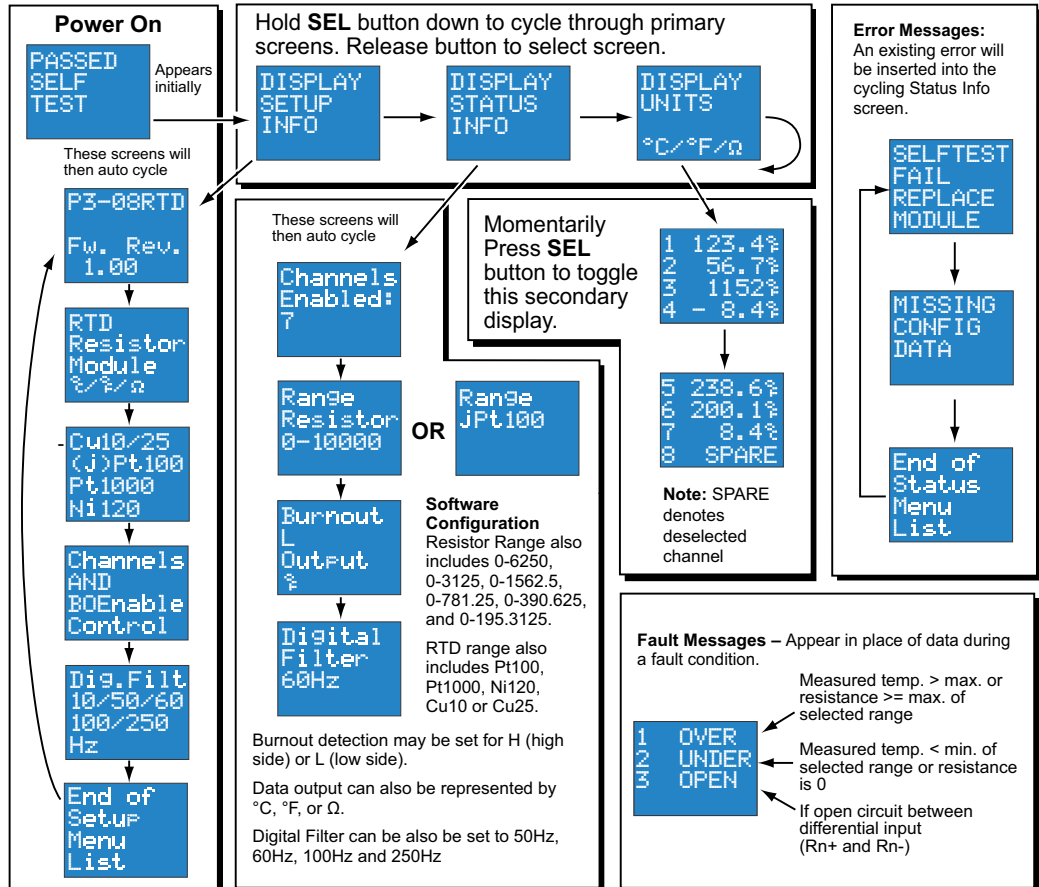 Power On
PASSED
SELF
TEST
Appears
initially
These screens will
then auto cycle
P3-08RTD
Fw. Rev.
1.00
RTD
Resistor
Module
°C/°F/Ω
Cu10/25
(j)Pt100
Pt1000
Ni120
Channels
AND
BOEnable
Control
Dig.Filt
10/50/60
100/250
Hz
End of
Setup
Menu
List
Hold SEL button down to cycle through primary
screens. Release button to select screen.
DISPLAY
SETUP
INFO
DISPLAY
STATUS
INFO
DISPLAY
UNITS
°C/°F/Ω
These screens will
then auto cycle
Channels
Enabled:
7
Range
Resistor
0-10000
OR
Range
jPt100
Burnout
L
Output
°F
Digital
Filter
60Hz
Software
Configuration
Resistor Range also
includes 0-6250,
0-3125, 0-1562.5,
0-781.25, 0-390.625,
and 0-195.3125.
RTD range also
includes Pt100,
Pt1000, Ni120,
Cu10 or Cu25.
Burnout detection may be set for H (high
side) or L (low side).
Data output can also be represented by
°C, °F, or Ω.
Digital Filter can be also be set to 50Hz,
60Hz, 100Hz and 250Hz
Momentarily
Press SEL
button to toggle
this secondary
display.
1 123.4°F
2 56.7°F
3 1152°F
4 - 8.4°F
5 238.6°F
6 200.1°F
7 8.4°C
8 SPARE
Note: SPARE
denotes
deselected
channel
Error Messages:
An existing error will
be inserted into the
cycling Status Info
screen.
SELFTEST
FAIL
REPLACE
MODULE
MISSING
CONFIG
DATA
End of
Status
Menu
List
Fault Messages – Appear in place of data during
a fault condition.
1 OVER
2 UNDER
3 OPEN
Measured temp. > max. or
resistance >= max. of
selected range
Measured temp. < min. of
selected range or resistance
is 0
If open circuit between
differential input
(Rn+ and Rn-)